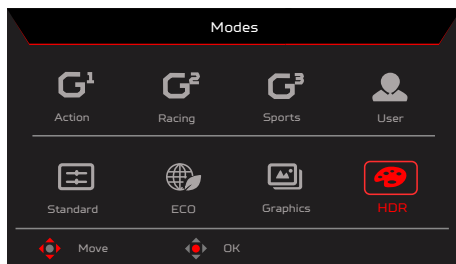 Modes
G1 G2 G3
Action Racing Sports User
Standard ECO Graphics HDR
Move OK